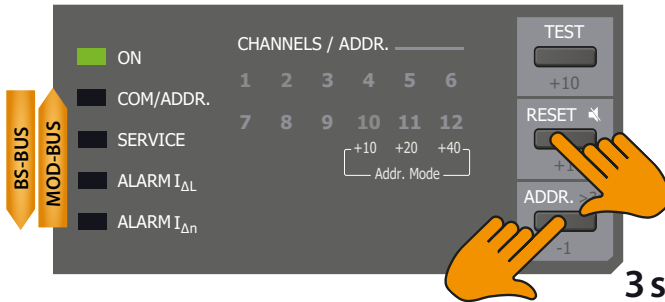 ON
COM/ADDR.
SERVICE
ALARM IΔL
ALARM IΔn
BS-BUS
MOD-BUS
CHANNELS / ADDR.
1 2 3 4 5 6
7 8 9 10 11 12
+10 +20 +40
Addr. Mode
TEST
+10
RESET
+1
ADDR.
-1
3 s